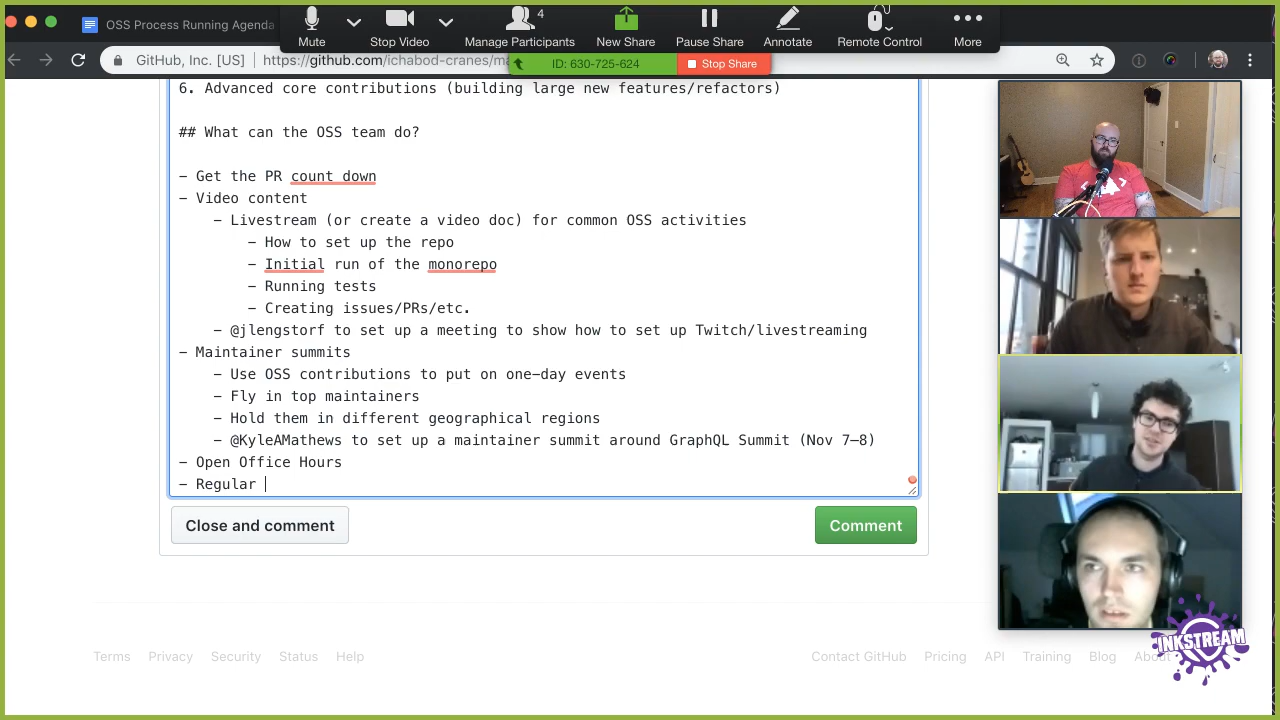 OSS Process Running Agenda
Mute
Stop Video
4
Manage Participants
New Share
Pause Share
Annotate
Remote Control
More
GitHub, Inc. [US]
https://github.com/ichabod-cranes/ma
ID: 630-725-624
Stop Share
6. Advanced core contributions (building large new features/refactors)
## What can the OSS team do?
- Get the PR count down
- Video content
- Livestream (or create a video doc) for common OSS activities
- How to set up the repo
- Initial run of the monorepo
- Running tests
- Creating issues/PRs/etc.
- @jlengstorf to set up a meeting to show how to set up Twitch/livestreaming
- Maintainer summits
- Use OSS contributions to put on one-day events
- Fly in top maintainers
- Hold them in different geographical regions
- @KyleAMathews to set up a maintainer summit around GraphQL Summit (Nov 7-8)
- Open Office Hours
- Regular
Close and comment
Comment
Terms Privacy Security Status Help
Contact GitHub Pricing API Training Blog About
INKSTREAM